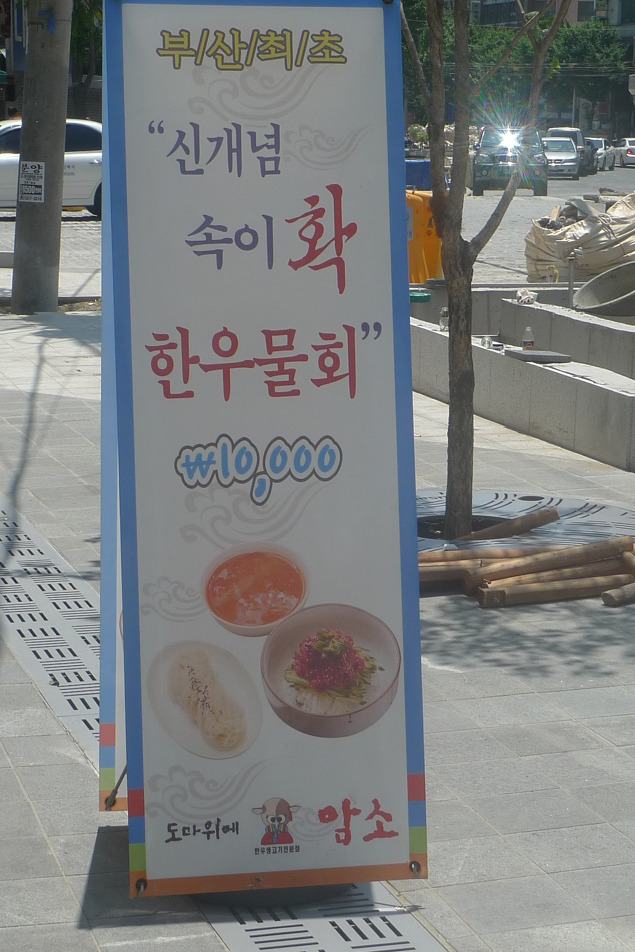 부/산/최/초
“신개념
속이 확
한우물회”
₩10,000
도마위에 암소